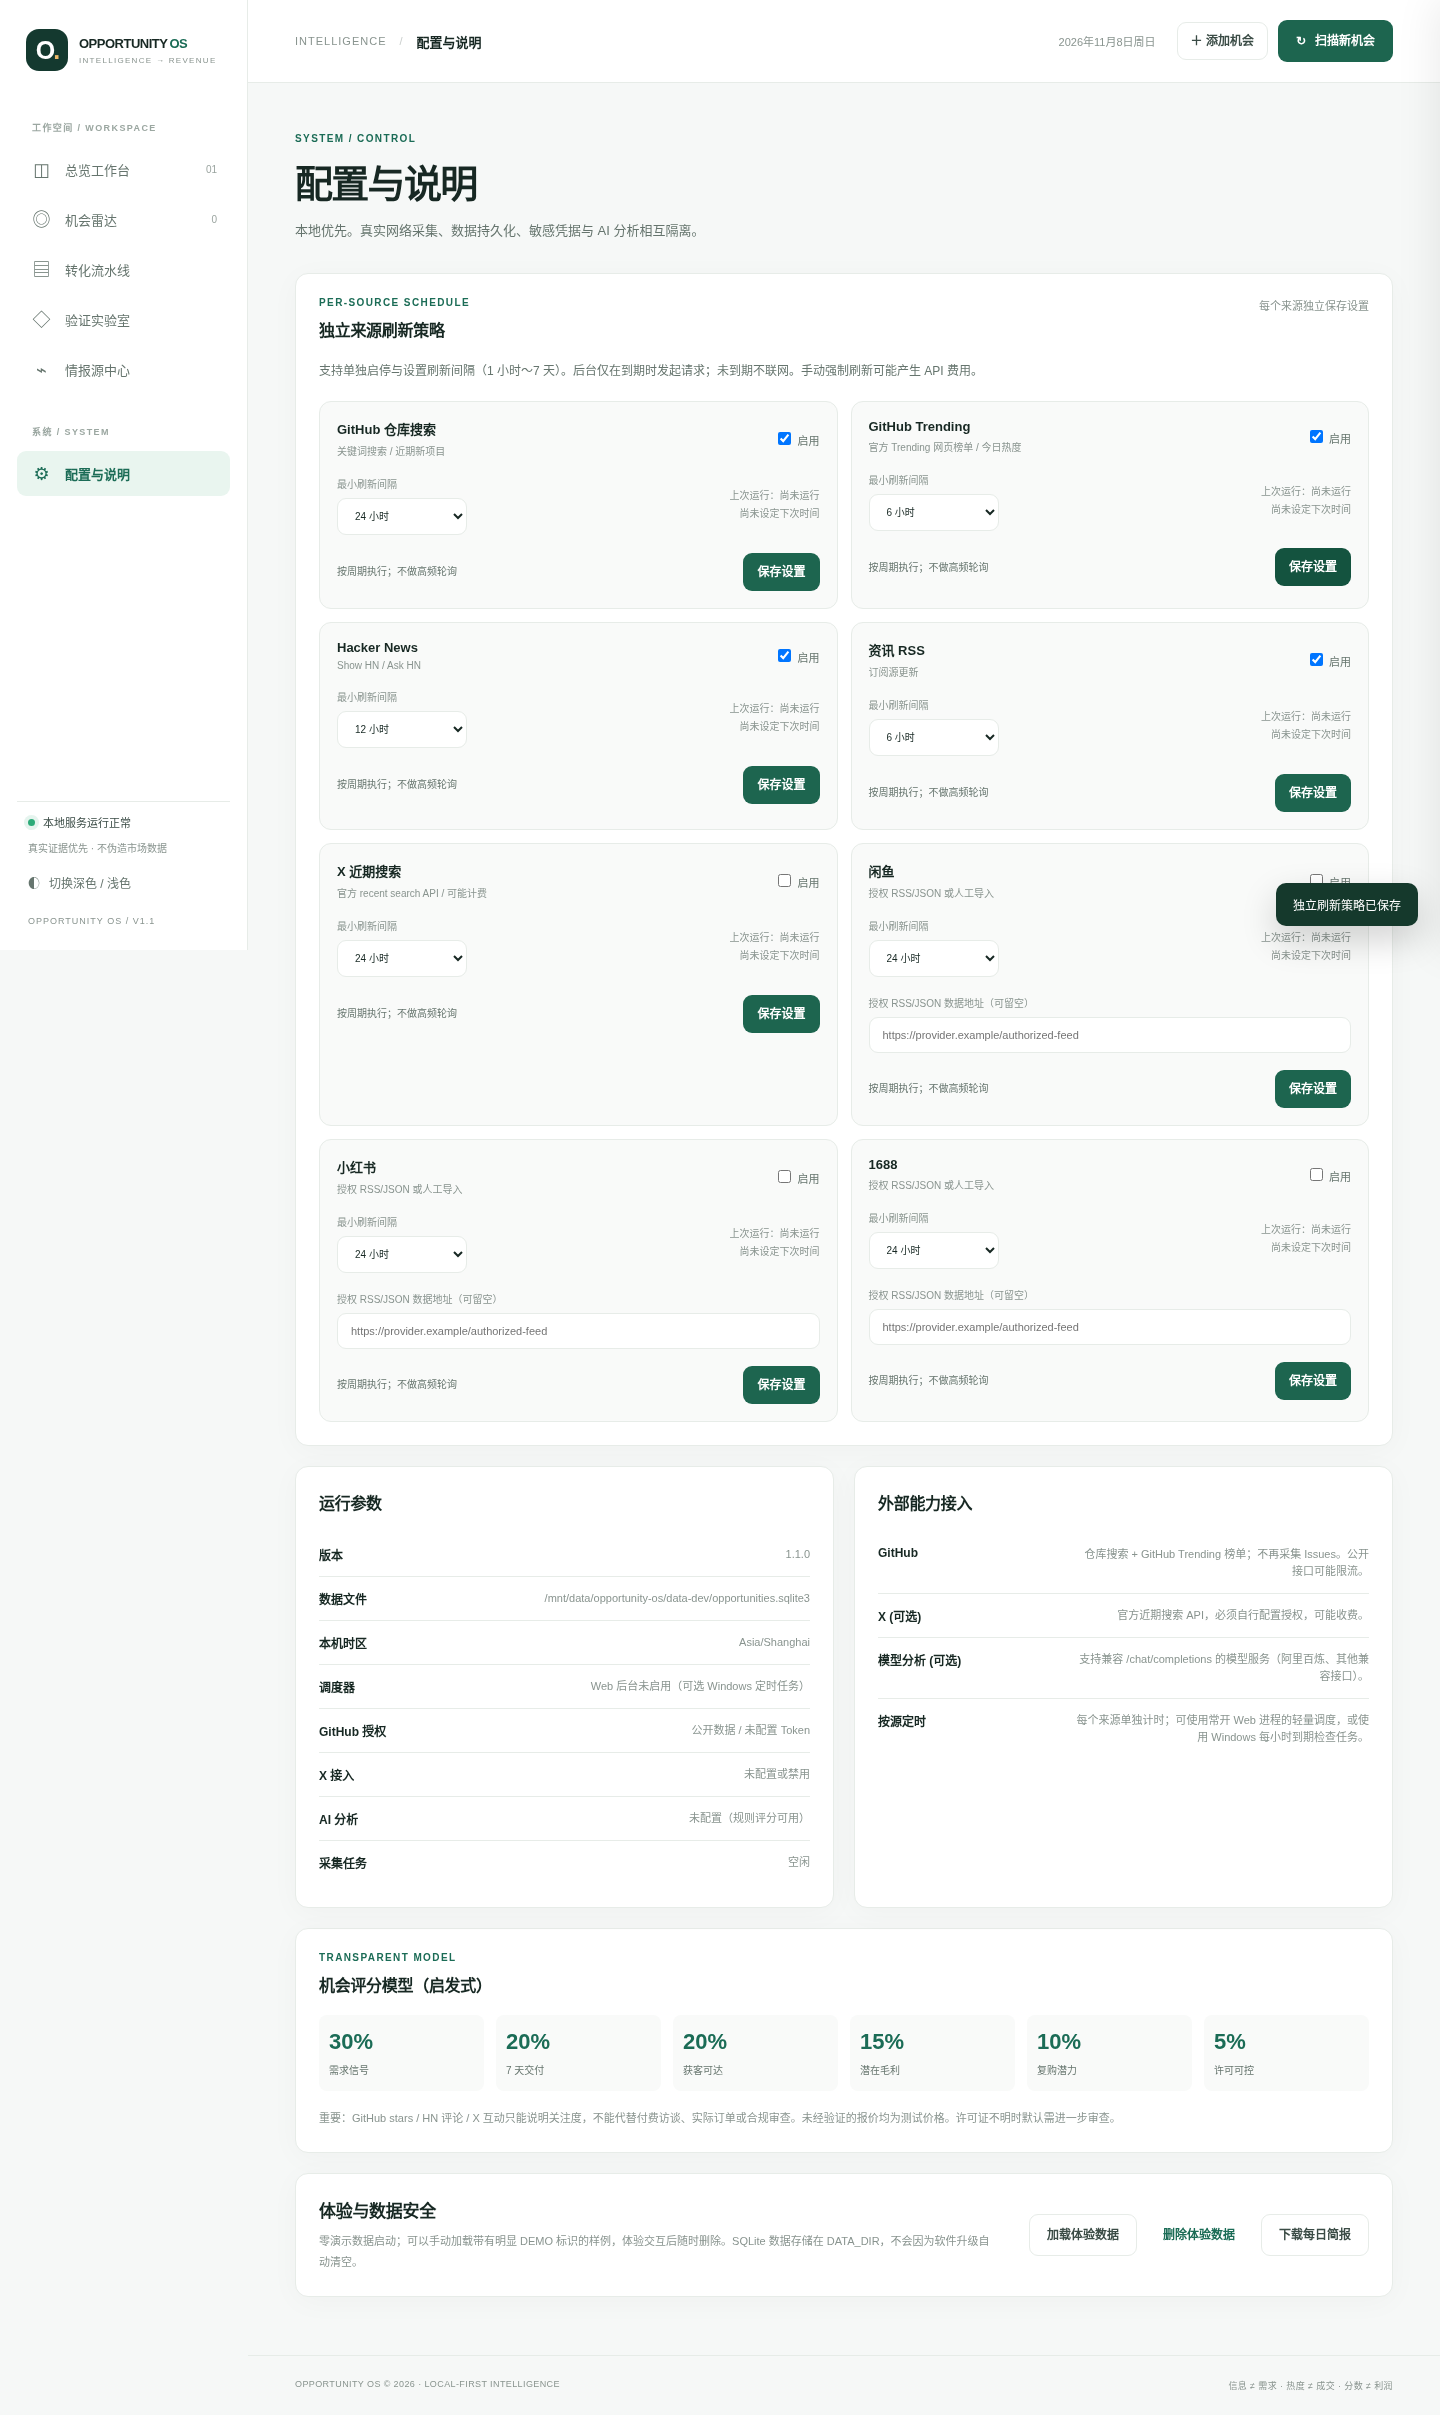 O.
OPPORTUNITY OS
INTELLIGENCE → REVENUE
工作空间 / WORKSPACE
总览工作台 01
机会雷达 0
转化流水线
验证实验室
情报源中心
系统 / SYSTEM
配置与说明
本地服务运行正常
真实证据优先 · 不伪造市场数据
切换深色 / 浅色
OPPORTUNITY OS / V1.1
INTELLIGENCE / 配置与说明
2026年11月8日周日
＋ 添加机会
↻ 扫描新机会
SYSTEM / CONTROL
配置与说明
本地优先。真实网络采集、数据持久化、敏感凭据与 AI 分析相互隔离。
PER-SOURCE SCHEDULE
独立来源刷新策略
每个来源独立保存设置
支持单独启停与设置刷新间隔（1 小时～7 天）。后台仅在到期时发起请求；未到期不联网。手动强制刷新可能产生 API 费用。
GitHub 仓库搜索
关键词搜索 / 近期新项目
启用
最小刷新间隔
24 小时
上次运行：尚未运行
尚未设定下次时间
按周期执行；不做高频轮询
保存设置
GitHub Trending
官方 Trending 网页榜单 / 今日热度
启用
最小刷新间隔
6 小时
上次运行：尚未运行
尚未设定下次时间
按周期执行；不做高频轮询
保存设置
Hacker News
Show HN / Ask HN
启用
最小刷新间隔
12 小时
上次运行：尚未运行
尚未设定下次时间
按周期执行；不做高频轮询
保存设置
资讯 RSS
订阅源更新
启用
最小刷新间隔
6 小时
上次运行：尚未运行
尚未设定下次时间
按周期执行；不做高频轮询
保存设置
X 近期搜索
官方 recent search API / 可能计费
启用
最小刷新间隔
24 小时
上次运行：尚未运行
尚未设定下次时间
按周期执行；不做高频轮询
保存设置
闲鱼
授权 RSS/JSON 或人工导入
启用
独立刷新策略已保存
最小刷新间隔
24 小时
上次运行：尚未运行
尚未设定下次时间
授权 RSS/JSON 数据地址（可留空）
https://provider.example/authorized-feed
按周期执行；不做高频轮询
保存设置
小红书
授权 RSS/JSON 或人工导入
启用
最小刷新间隔
24 小时
上次运行：尚未运行
尚未设定下次时间
授权 RSS/JSON 数据地址（可留空）
https://provider.example/authorized-feed
按周期执行；不做高频轮询
保存设置
1688
授权 RSS/JSON 或人工导入
启用
最小刷新间隔
24 小时
上次运行：尚未运行
尚未设定下次时间
授权 RSS/JSON 数据地址（可留空）
https://provider.example/authorized-feed
按周期执行；不做高频轮询
保存设置
运行参数
版本 1.1.0
数据文件 /mnt/data/opportunity-os/data-dev/opportunities.sqlite3
本机时区 Asia/Shanghai
调度器 Web 后台未启用（可选 Windows 定时任务）
GitHub 授权 公开数据 / 未配置 Token
X 接入 未配置或禁用
AI 分析 未配置（规则评分可用）
采集任务 空闲
外部能力接入
GitHub 仓库搜索 + GitHub Trending 榜单；不再采集 Issues。公开
接口可能限流。
X (可选) 官方近期搜索 API，必须自行配置授权，可能收费。
模型分析 (可选) 支持兼容 /chat/completions 的模型服务（阿里百炼、其他兼
容接口）。
按源定时 每个来源单独计时；可使用常开 Web 进程的轻量调度，或使
用 Windows 每小时到期检查任务。
TRANSPARENT MODEL
机会评分模型（启发式）
30% 20% 20% 15% 10% 5%
需求信号 7 天交付 获客可达 潜在毛利 复购潜力 许可可控
重要：GitHub stars / HN 评论 / X 互动只能说明关注度，不能代替付费访谈、实际订单或合规审查。未经验证的报价均为测试价格。许可证不明时默认需进一步审查。
体验与数据安全
零演示数据启动；可以手动加载带有明显 DEMO 标识的样例，体验交互后随时删除。SQLite 数据存储在 DATA_DIR，不会因为软件升级自
动清空。
加载体验数据
删除体验数据
下载每日简报
OPPORTUNITY OS © 2026 · LOCAL-FIRST INTELLIGENCE
信息 ≠ 需求 · 热度 ≠ 成交 · 分数 ≠ 利润